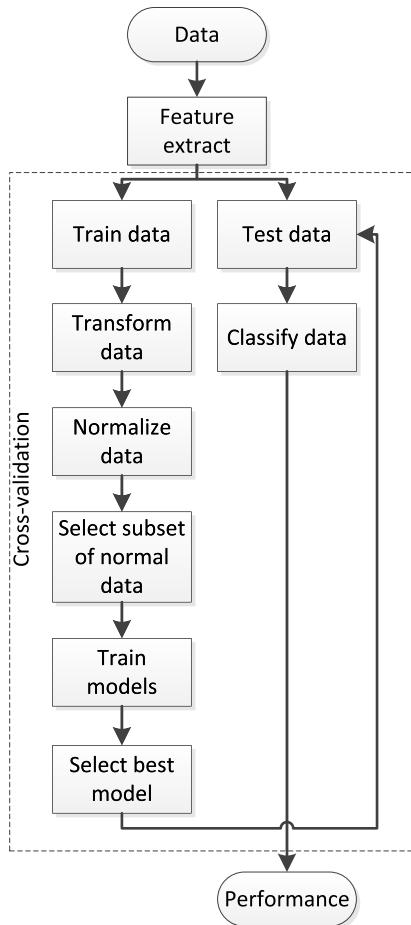 Data
Feature
extract
Train data
Test data
Transform
data
Classify data
Normalize
data
Cross-validation
Select subset
of normal
data
Train
models
Select best
model
Performance